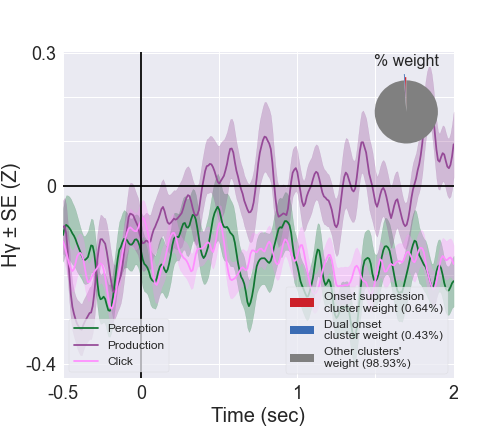 % weight
0.3
0
-0.4
Hγ ± SE (Z)
Perception
Production
Click
Onset suppression
cluster weight (0.64%)
Dual onset
cluster weight (0.43%)
Other clusters'
weight (98.93%)
-0.5
0
1
2
Time (sec)